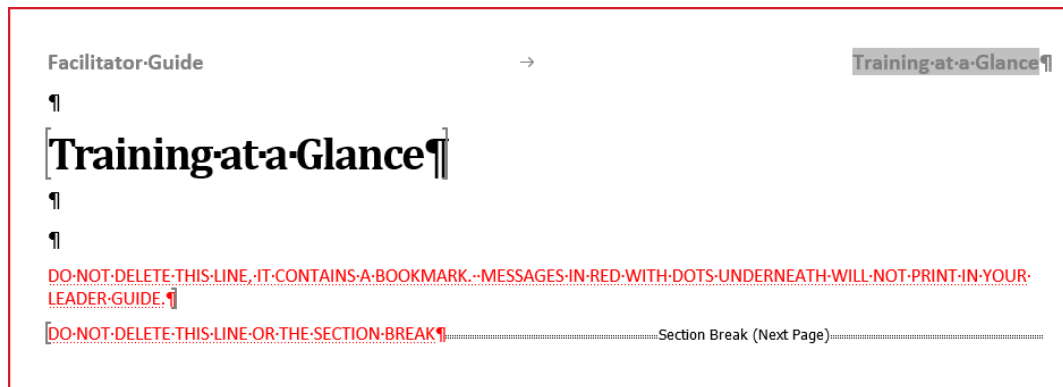 Facilitator·Guide → Training·at·a·Glance¶
¶
Training·at·a·Glance¶
¶
¶
DO·NOT·DELETE·THIS·LINE,·IT·CONTAINS·A·BOOKMARK.··MESSAGES·IN·RED·WITH·DOTS·UNDERNEATH·WILL·NOT·PRINT·IN·YOUR·
LEADER·GUIDE.¶
DO·NOT·DELETE·THIS·LINE·OR·THE·SECTION·BREAK¶ Section Break (Next Page)